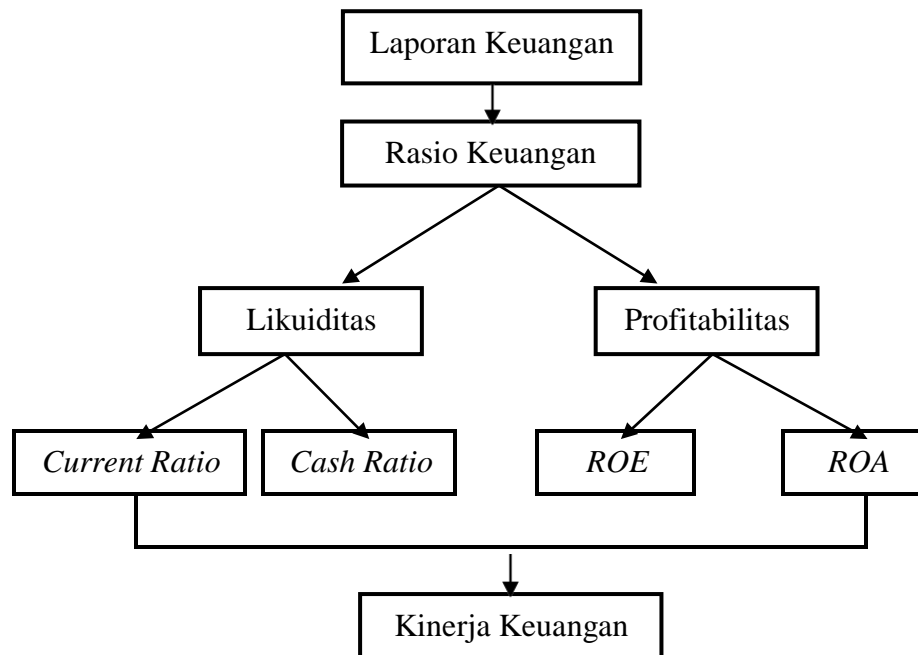 Laporan Keuangan
Rasio Keuangan
Likuiditas
Profitabilitas
Current Ratio
Cash Ratio
ROE
ROA
Kinerja Keuangan